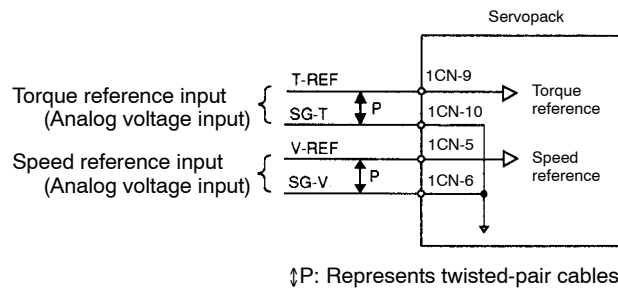 Servopack
T-REF
1CN-9
Torque reference input
(Analog voltage input)
P
Torque
reference
SG-T
1CN-10
V-REF
1CN-5
Speed reference input
(Analog voltage input)
P
Speed
reference
SG-V
1CN-6
P: Represents twisted-pair cables